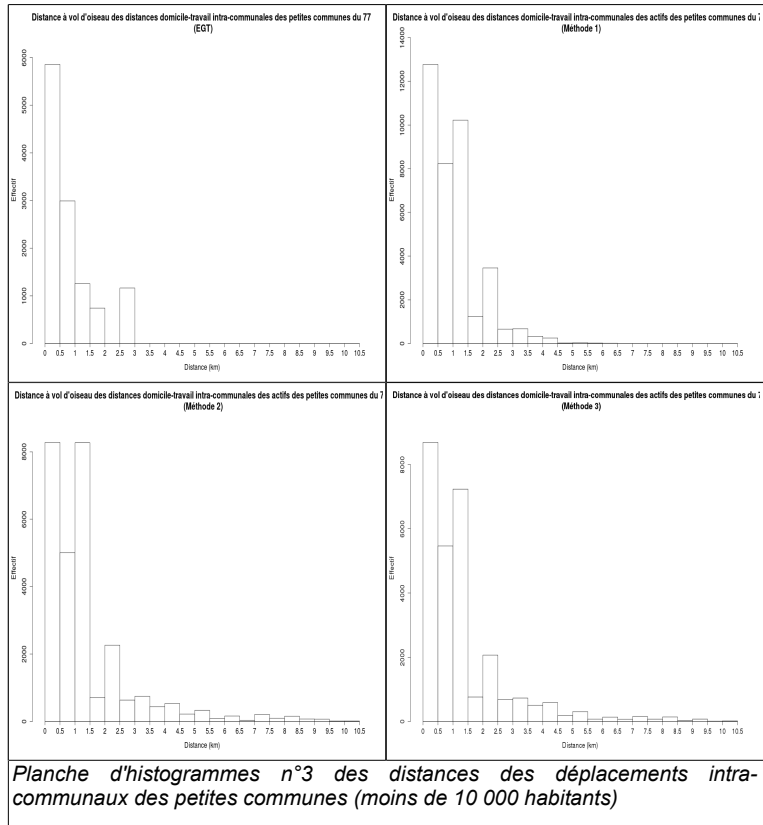 Distance à vol d'oiseau des distances domicile-travail intra-communales des petites communes du 77
(EGT)
Effectif
6000
5000
4000
3000
2000
1000
0
0 0.5 1 1.5 2 2.5 3 3.5 4 4.5 5 5.5 6 6.5 7 7.5 8 8.5 9 9.5 10 10.5
Distance (km)
Distance à vol d'oiseau des distances domicile-travail intra-communales des actifs des petites communes du 7
(Méthode 1)
Effectif
14000
12000
10000
8000
6000
4000
2000
0
0 0.5 1 1.5 2 2.5 3 3.5 4 4.5 5 5.5 6 6.5 7 7.5 8 8.5 9 9.5 10 10.5
Distance (km)
Distance à vol d'oiseau des distances domicile-travail intra-communales des actifs des petites communes du 7
(Méthode 2)
Effectif
8000
6000
4000
2000
0
0 0.5 1 1.5 2 2.5 3 3.5 4 4.5 5 5.5 6 6.5 7 7.5 8 8.5 9 9.5 10 10.5
Distance (km)
Distance à vol d'oiseau des distances domicile-travail intra-communales des actifs des petites communes du 7
(Méthode 3)
Effectif
8000
6000
4000
2000
0
0 0.5 1 1.5 2 2.5 3 3.5 4 4.5 5 5.5 6 6.5 7 7.5 8 8.5 9 9.5 10 10.5
Distance (km)
Planche d'histogrammes n°3 des distances des déplacements intra-
communaux des petites communes (moins de 10 000 habitants)